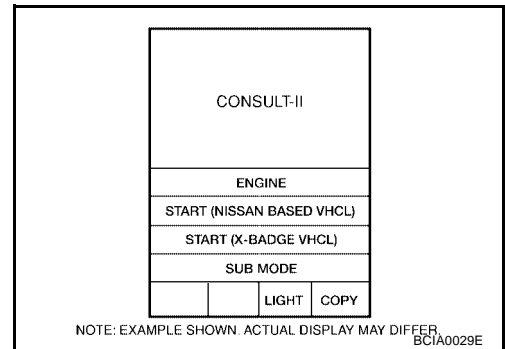 CONSULT-II
ENGINE
START (NISSAN BASED VHCL)
START (X-BADGE VHCL)
SUB MODE
LIGHT COPY
NOTE: EXAMPLE SHOWN. ACTUAL DISPLAY MAY DIFFER.
BCIA0029E